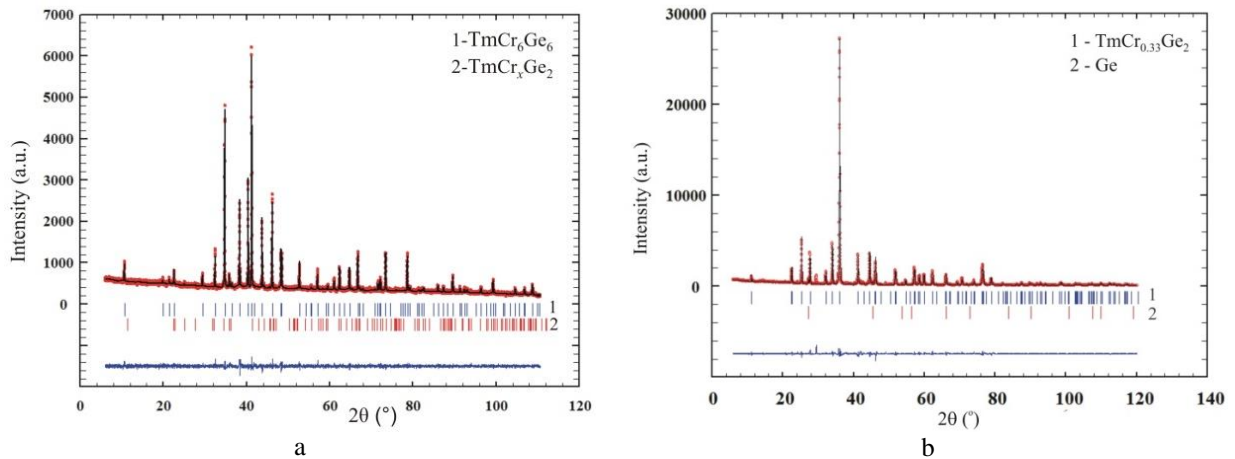 7000
6000
5000
4000
3000
2000
1000
0
Intensity (a.u.)
1-TmCr₆Ge₆
2-TmCrₓGe₂
1
2
0 20 40 60 80 100 120
2θ (°)
a
30000
20000
10000
0
Intensity (a.u.)
1 - TmCr₀.₃₃Ge₂
2 - Ge
1
2
0 20 40 60 80 100 120 140
2θ (°)
b